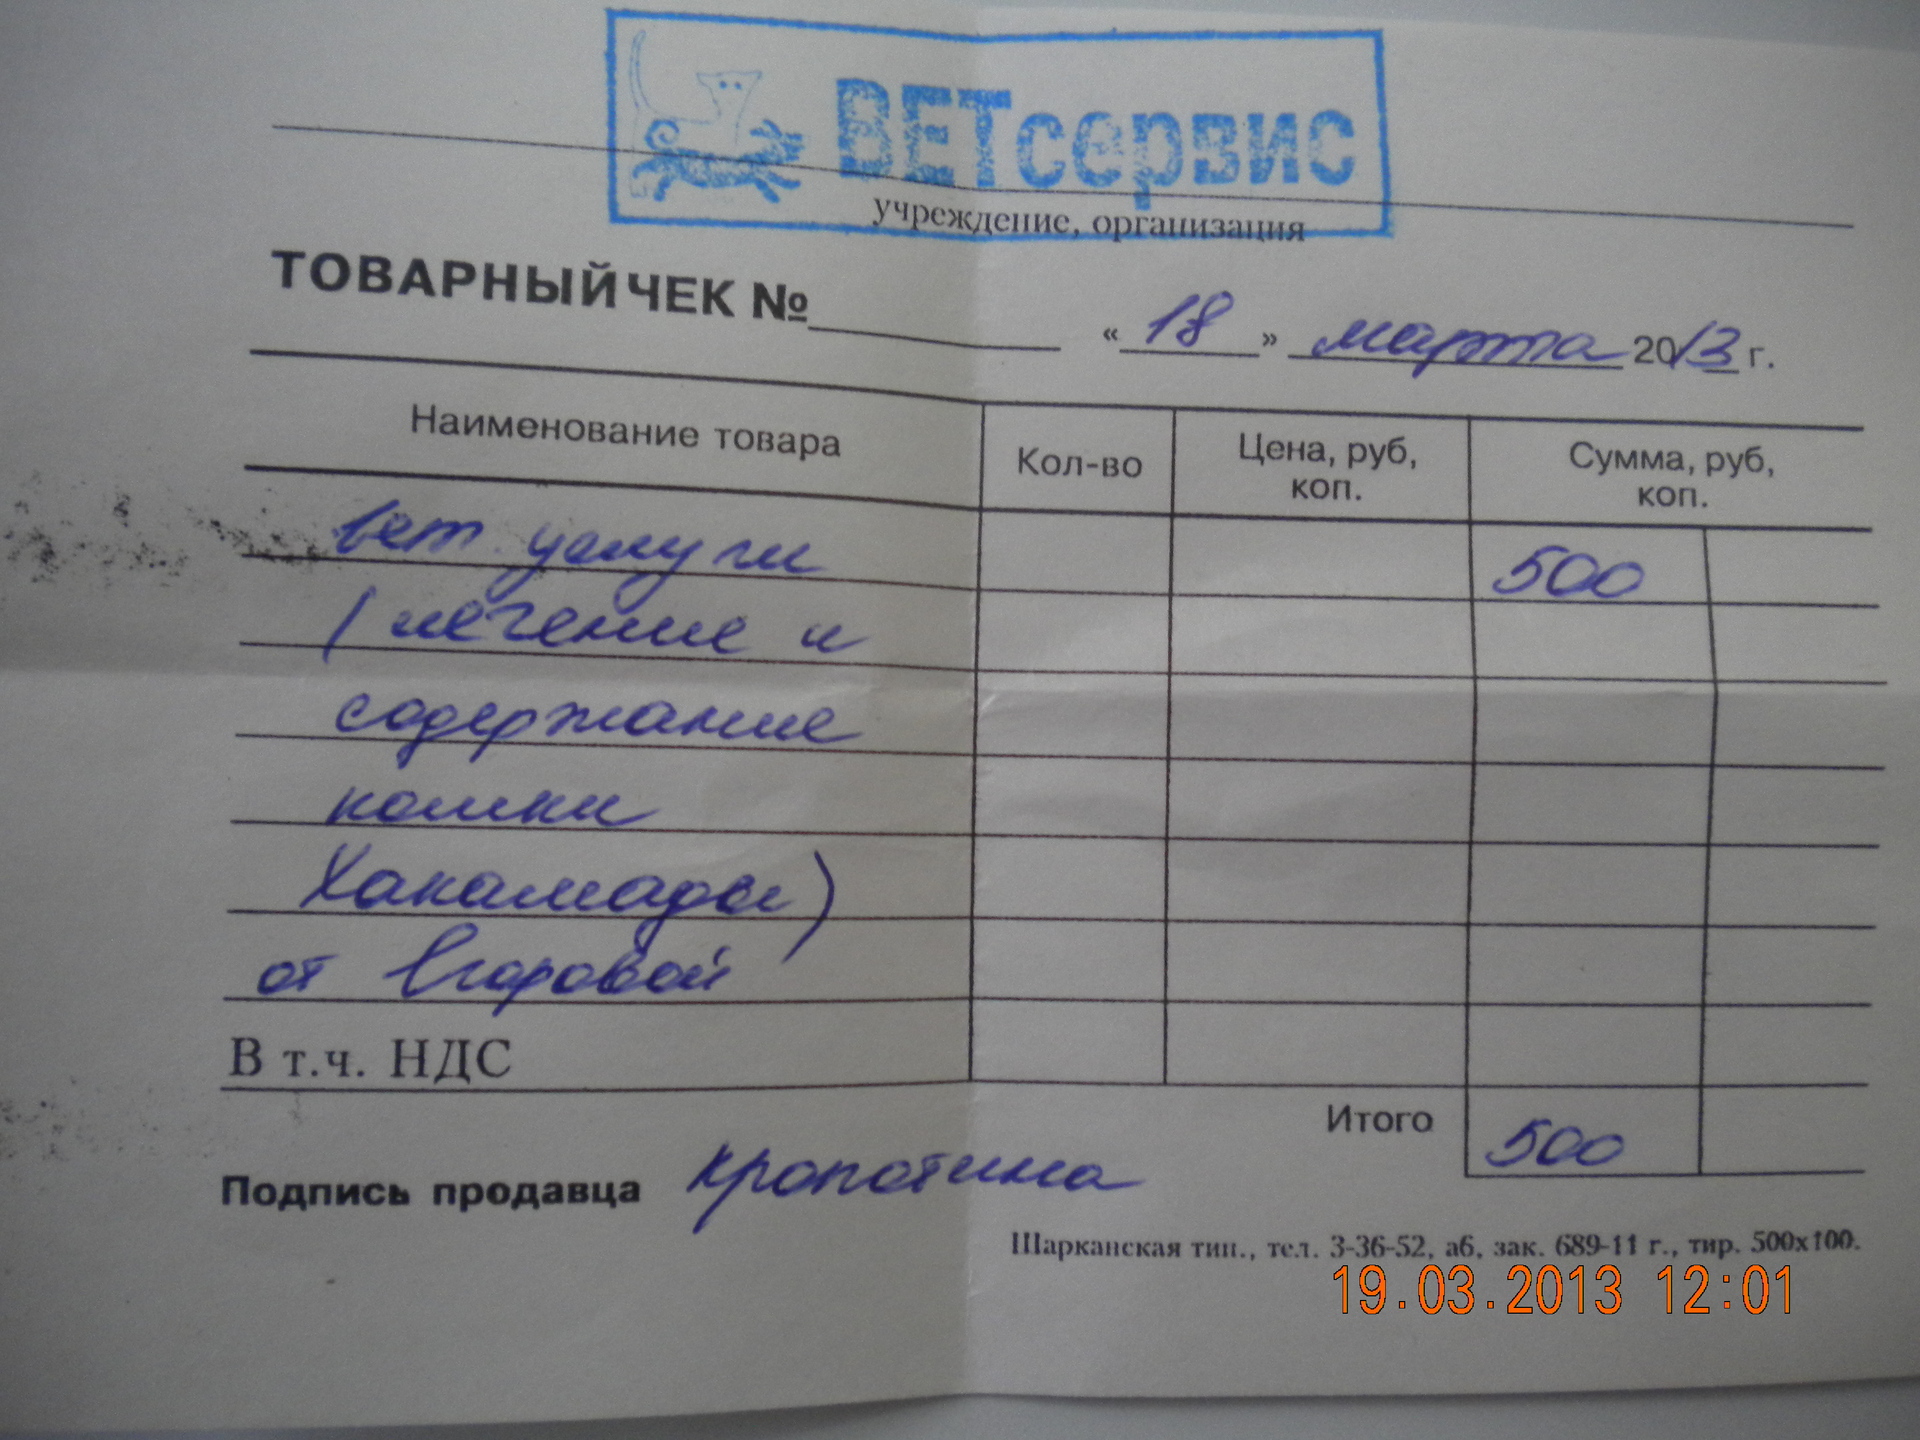 ВЕТсервис
учреждение, организация
ТОВАРНЫЙ ЧЕК № « 18 » марта 2013 г.
Наименование товара Кол-во Цена, руб, коп. Сумма, руб, коп.
вет. услуги 500
(лечение и
содержание
кошки
Хакамады)
от Егоровой
В т.ч. НДС
Итого 500
Подпись продавца Кропотина
Шарканская тип., тел. 3-36-52, а6, зак. 689-11 г., тир. 500х100.
19.03.2013 12:01